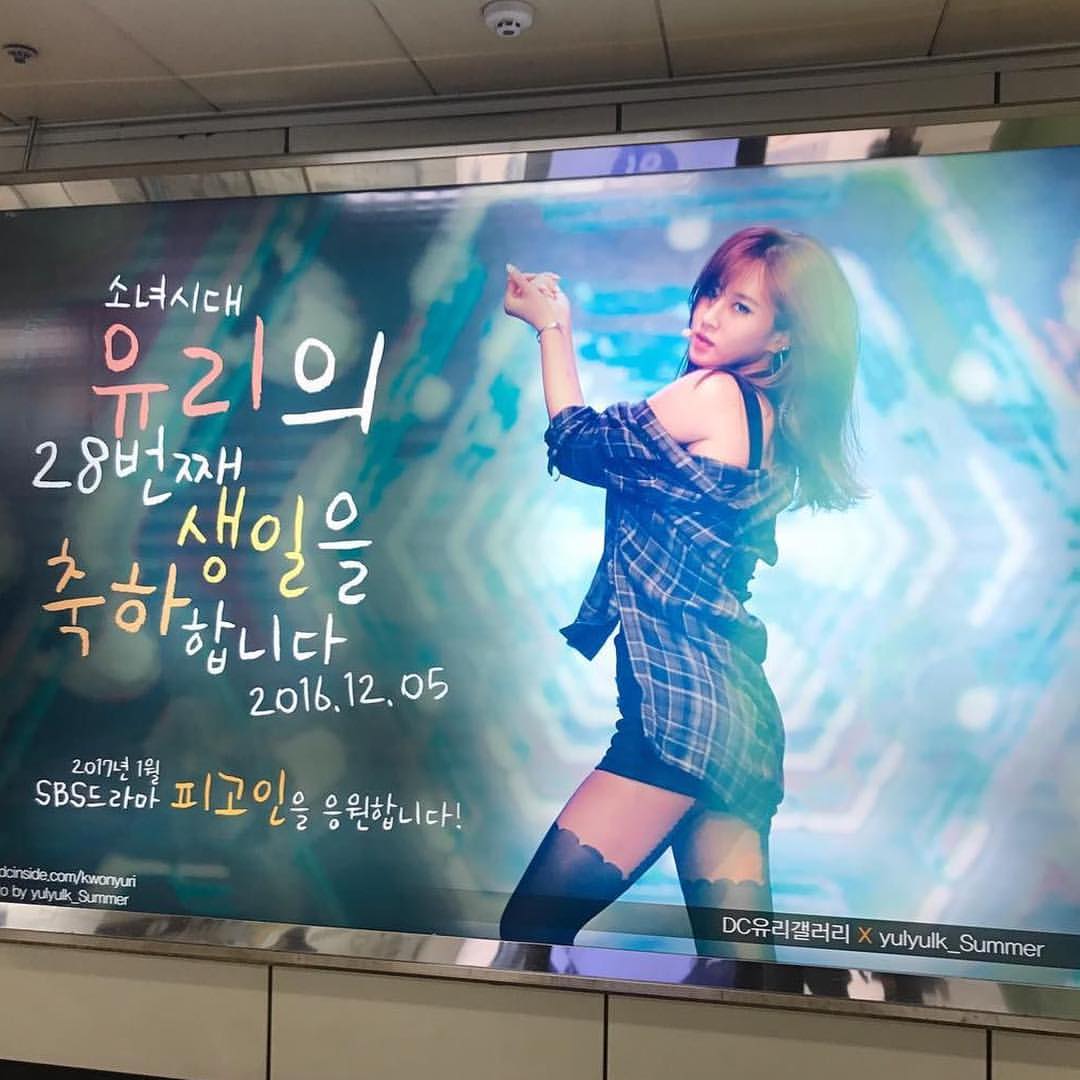 소녀시대
유리의
28번째
생일을
축하합니다
2016.12.05
2017년 1월
SBS드라마 피고인을 응원합니다!
dcinside.com/kwonyuri
by yulyulk_Summer
DC유리갤러리 X yulyulk_Summer